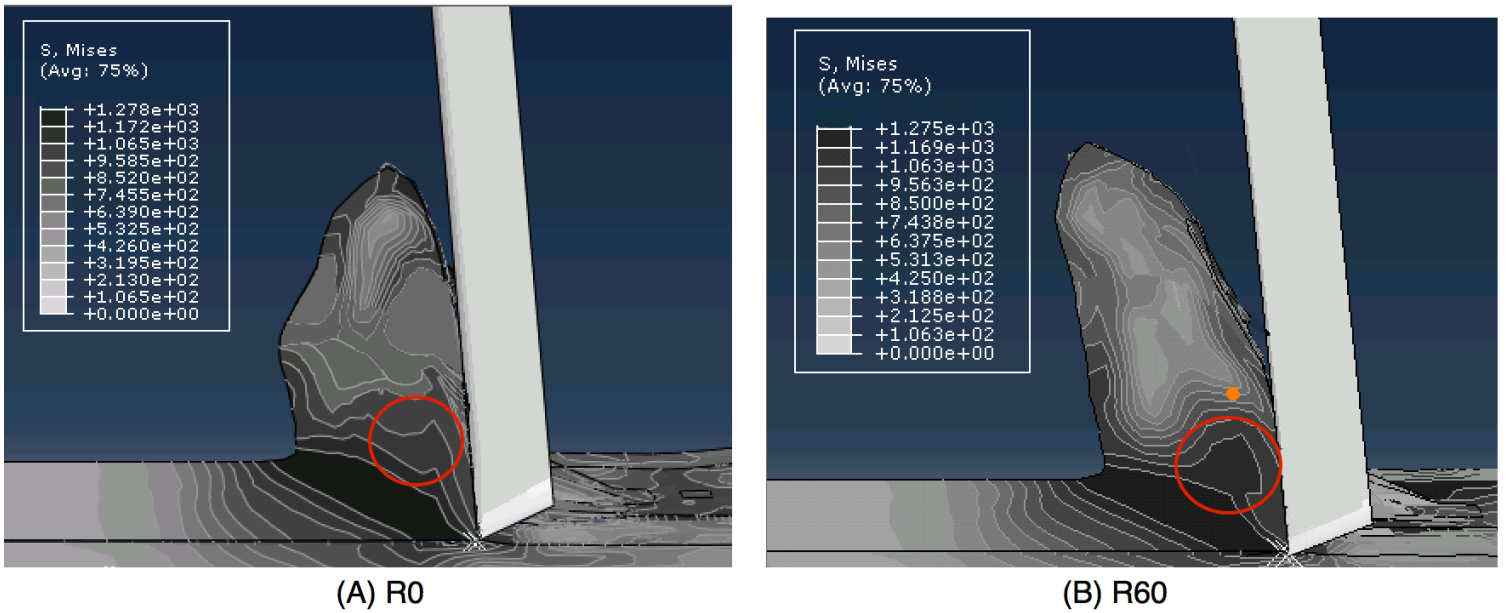 S, Mises
(Avg: 75%)
+1.278e+03
+1.172e+03
+1.065e+03
+9.585e+02
+8.520e+02
+7.455e+02
+6.390e+02
+5.325e+02
+4.260e+02
+3.195e+02
+2.130e+02
+1.065e+02
+0.000e+00
S, Mises
(Avg: 75%)
+1.275e+03
+1.169e+03
+1.063e+03
+9.563e+02
+8.500e+02
+7.438e+02
+6.375e+02
+5.313e+02
+4.250e+02
+3.188e+02
+2.125e+02
+1.063e+02
+0.000e+00
(A) R0
(B) R60